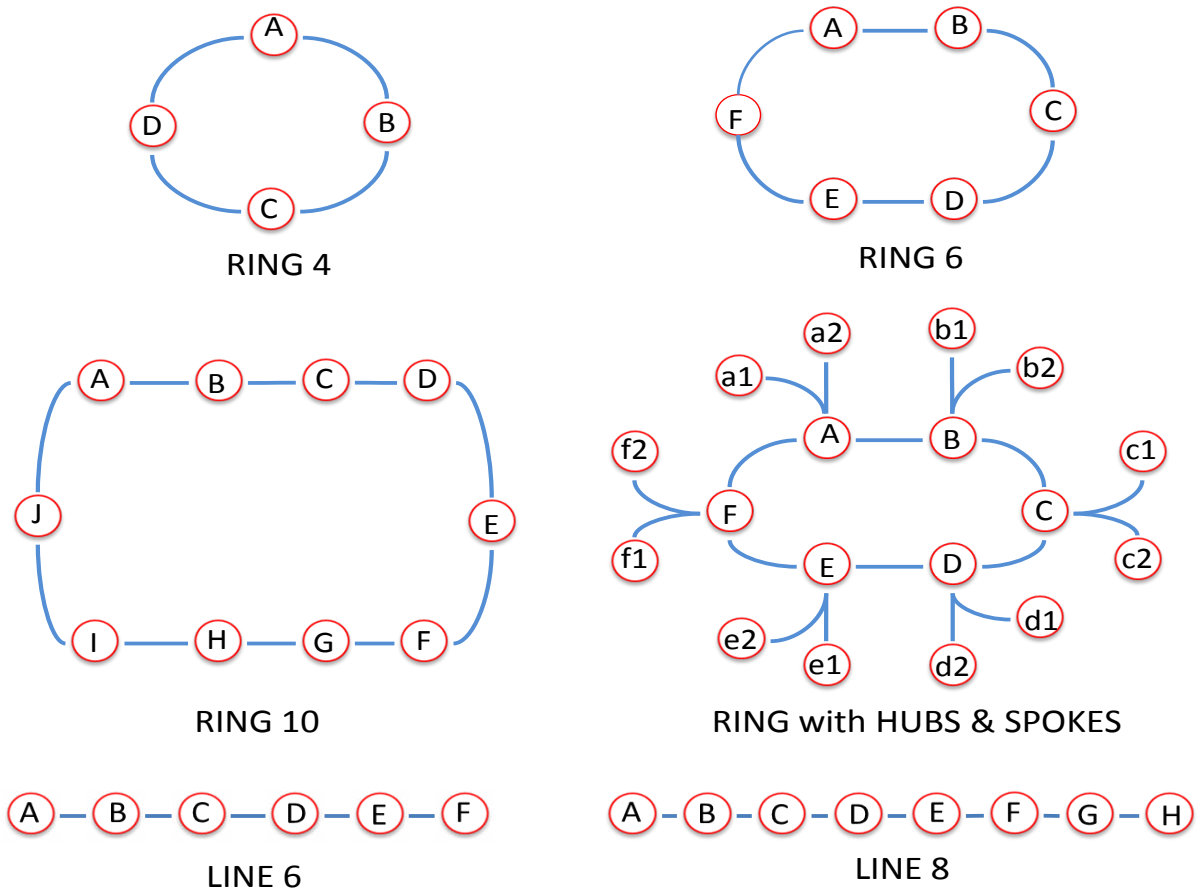 A
D
B
C
RING 4
A
B
F
C
E
D
RING 6
A
B
C
D
J
E
I
H
G
F
RING 10
a2
b1
a1
b2
A
B
f2
c1
F
C
f1
c2
E
D
e2
d1
e1
d2
RING with HUBS & SPOKES
A B C D E F
LINE 6
A B C D E F G H
LINE 8